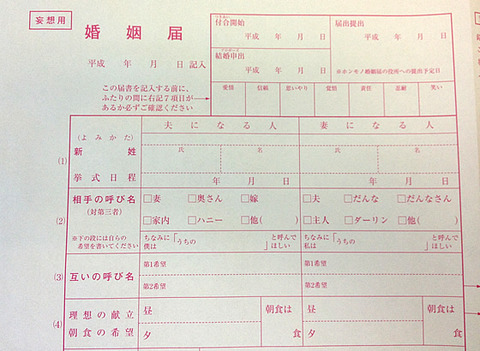 妄想用
婚姻届
平成 年 月 日 記入
付合開始
平成 年 月 日
結婚申出
平成 年 月 日
届出提出
平成 年 月 日
※ホンモノ婚姻届の役所への提出予定日
この届書を記入する前に、
ふたりの間に右記7項目が
あるか必ずご確認ください
愛情 信頼 思いやり 覚悟 責任 忍耐 笑い
夫になる人 妻になる人
(1)
(よみかた)
新姓
氏 名 氏 名
挙式日程
年 月 日 年 月 日
(2)
相手の呼び名
(対第三者)
□妻 □奥さん □嫁
□家内 □ハニー □他( )
□夫 □だんな □だんなさん
□主人 □ダーリン □他( )
※下の段には自らの
希望を書いてください
ちなみに「うちの 」と呼んで
僕は ほしい
ちなみに「うちの 」と呼んで
私は ほしい
(3)
互いの呼び名
第1希望 第1希望
第2希望 第2希望
(4)
理想の献立
朝食の希望
昼 朝食は 昼 朝食は
夕 食 夕 食